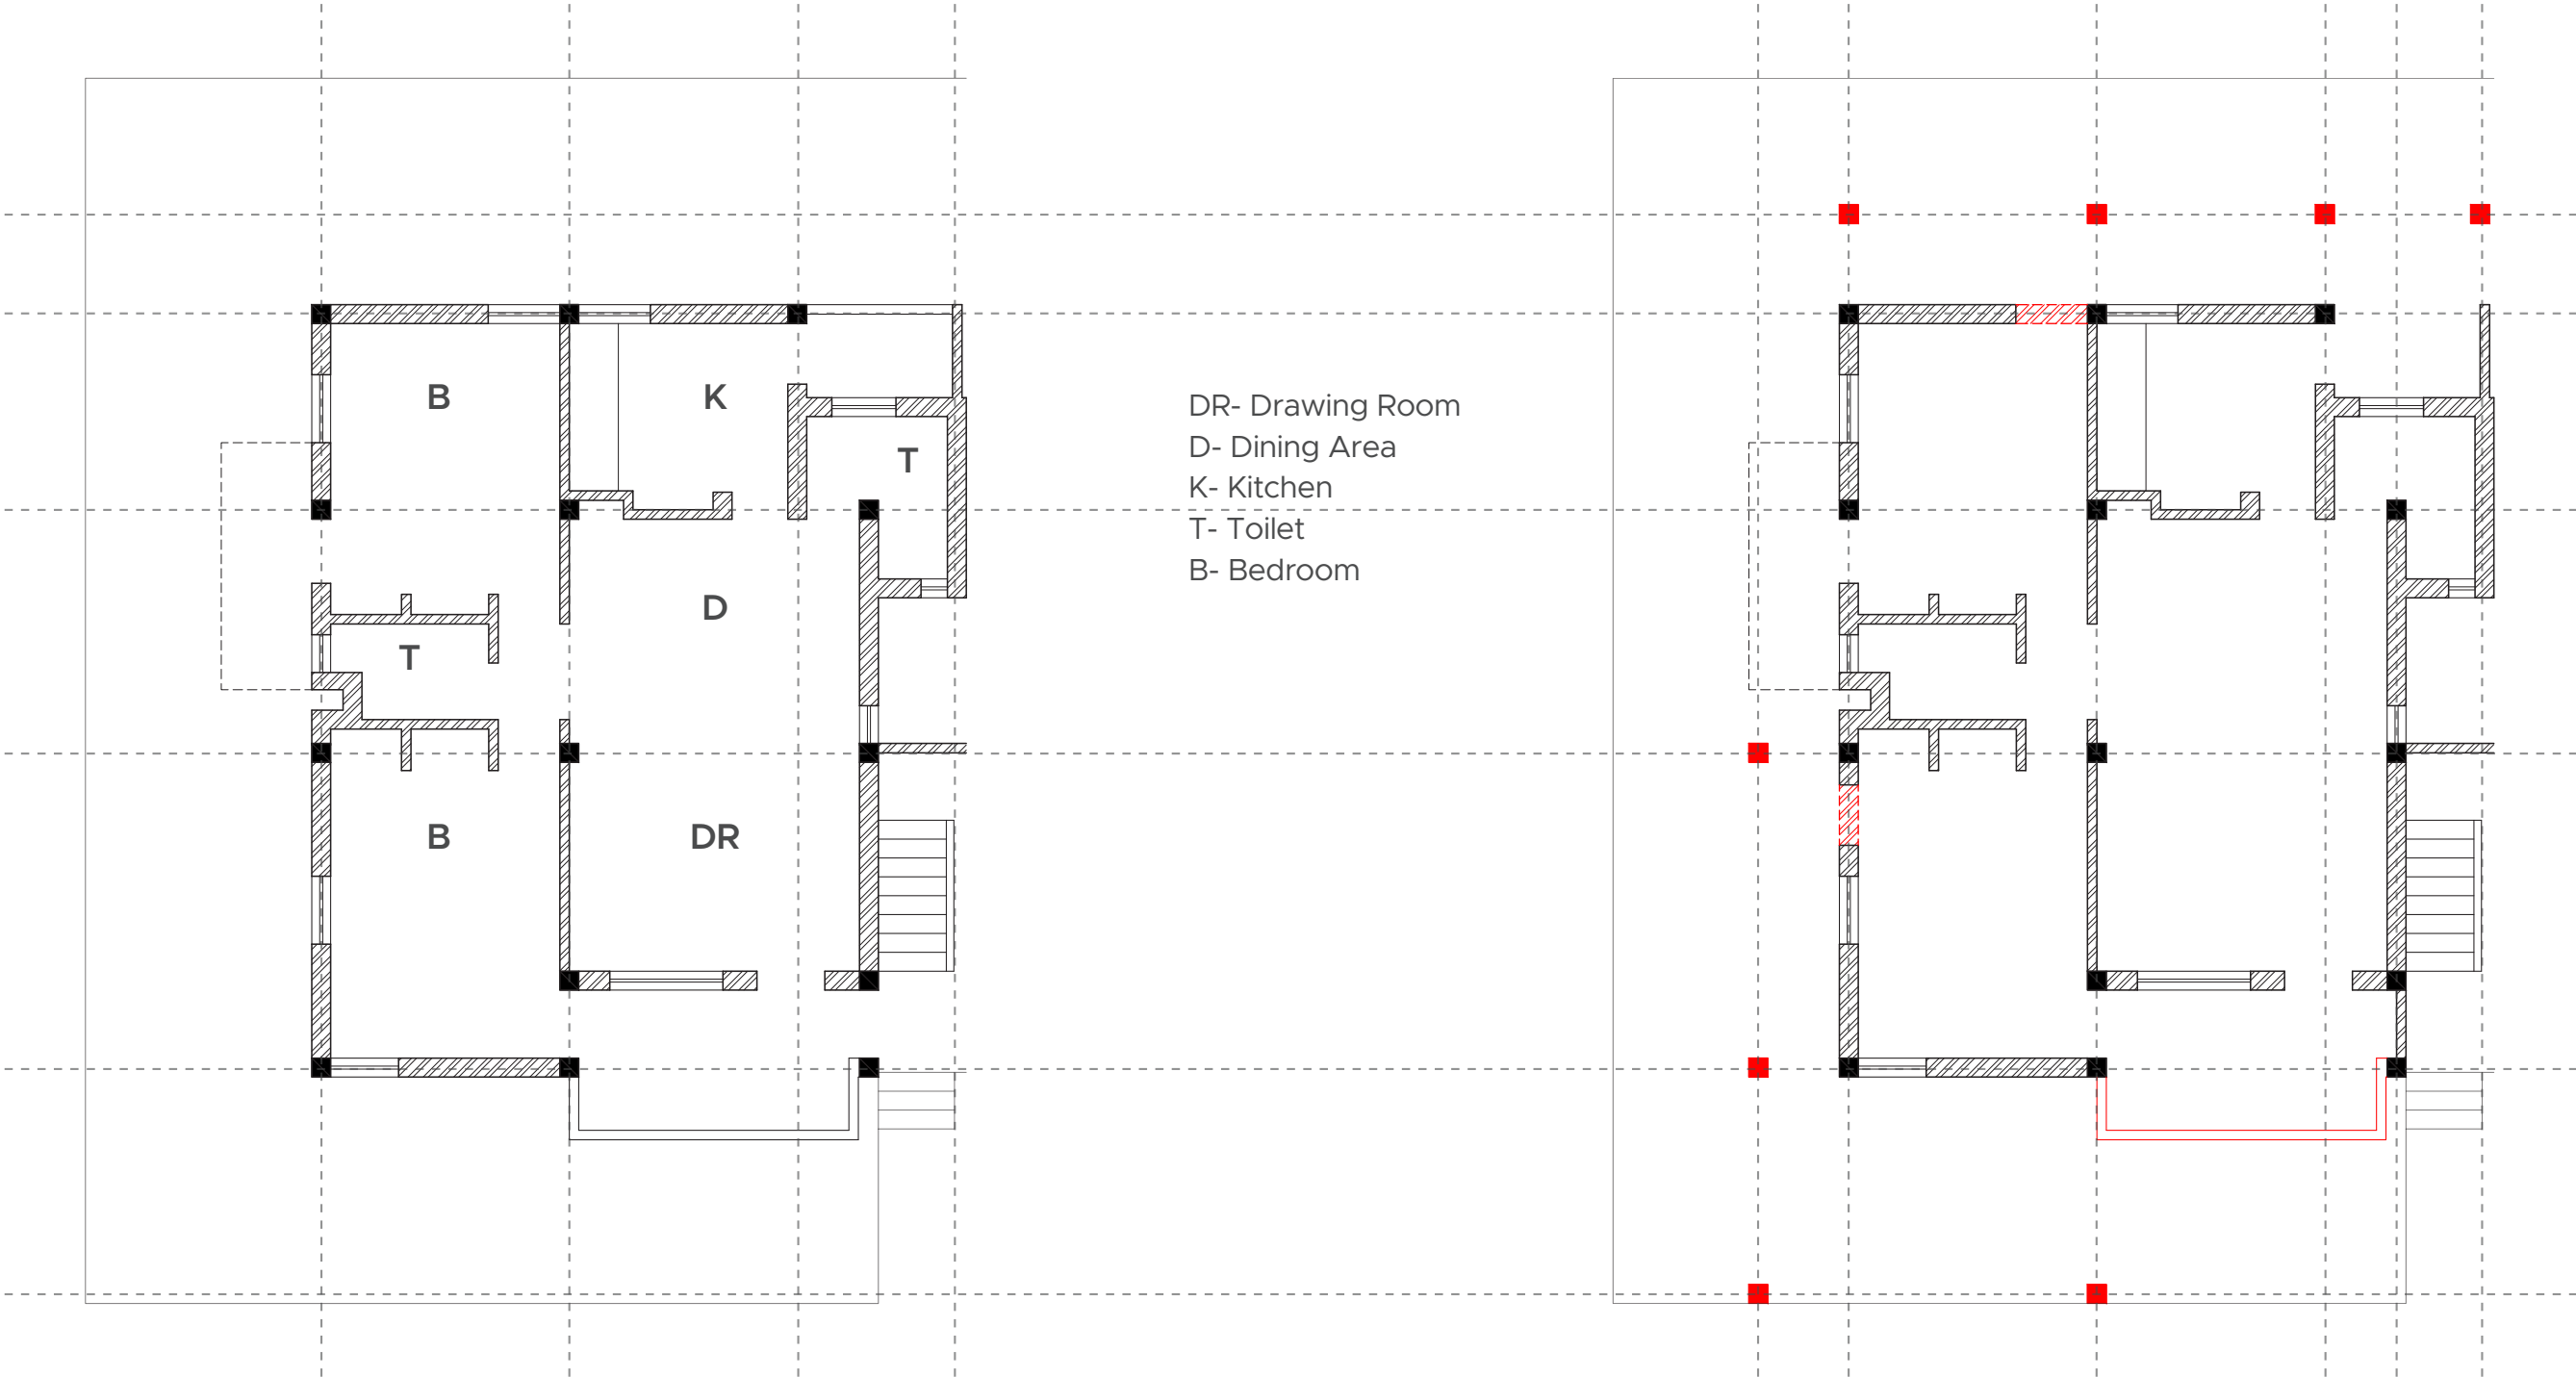 B
K
DR- Drawing Room
D- Dining Area
T
K- Kitchen
T- Toilet
B- Bedroom
D
T
B
DR